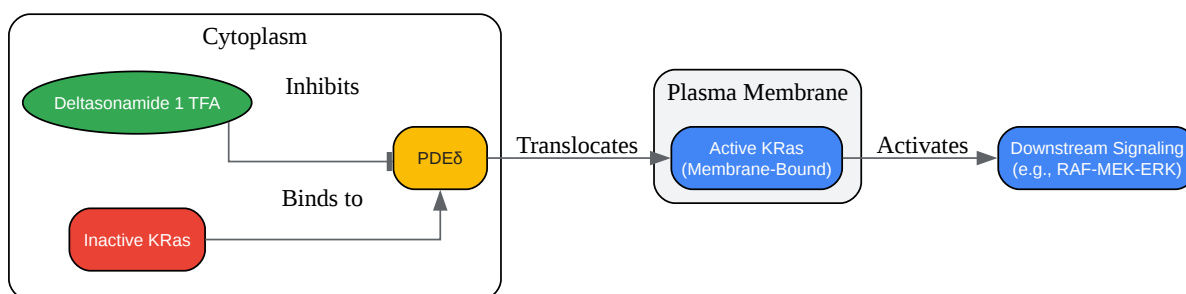 Cytoplasm
Deltasonamide 1 TFA
Inhibits
PDEδ
Binds to
Inactive KRas
Translocates
Plasma Membrane
Active KRas
(Membrane-Bound)
Activates
Downstream Signaling
(e.g., RAF-MEK-ERK)